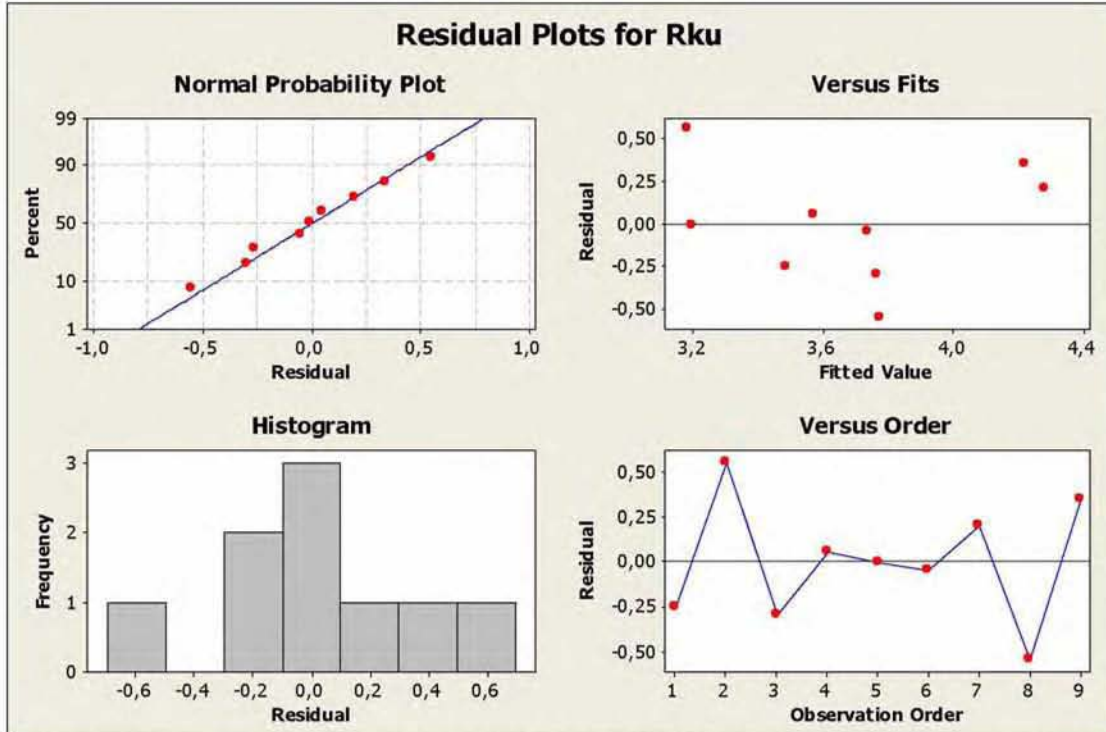 Residual Plots for Rku
Normal Probability Plot
99
90
50
10
1
Percent
-1,0 -0,5 0,0 0,5 1,0
Residual
Versus Fits
0,50
0,25
0,00
-0,25
-0,50
Residual
3,2 3,6 4,0 4,4
Fitted Value
Histogram
3
2
1
0
Frequency
-0,6 -0,4 -0,2 0,0 0,2 0,4 0,6
Residual
Versus Order
0,50
0,25
0,00
-0,25
-0,50
Residual
1 2 3 4 5 6 7 8 9
Observation Order